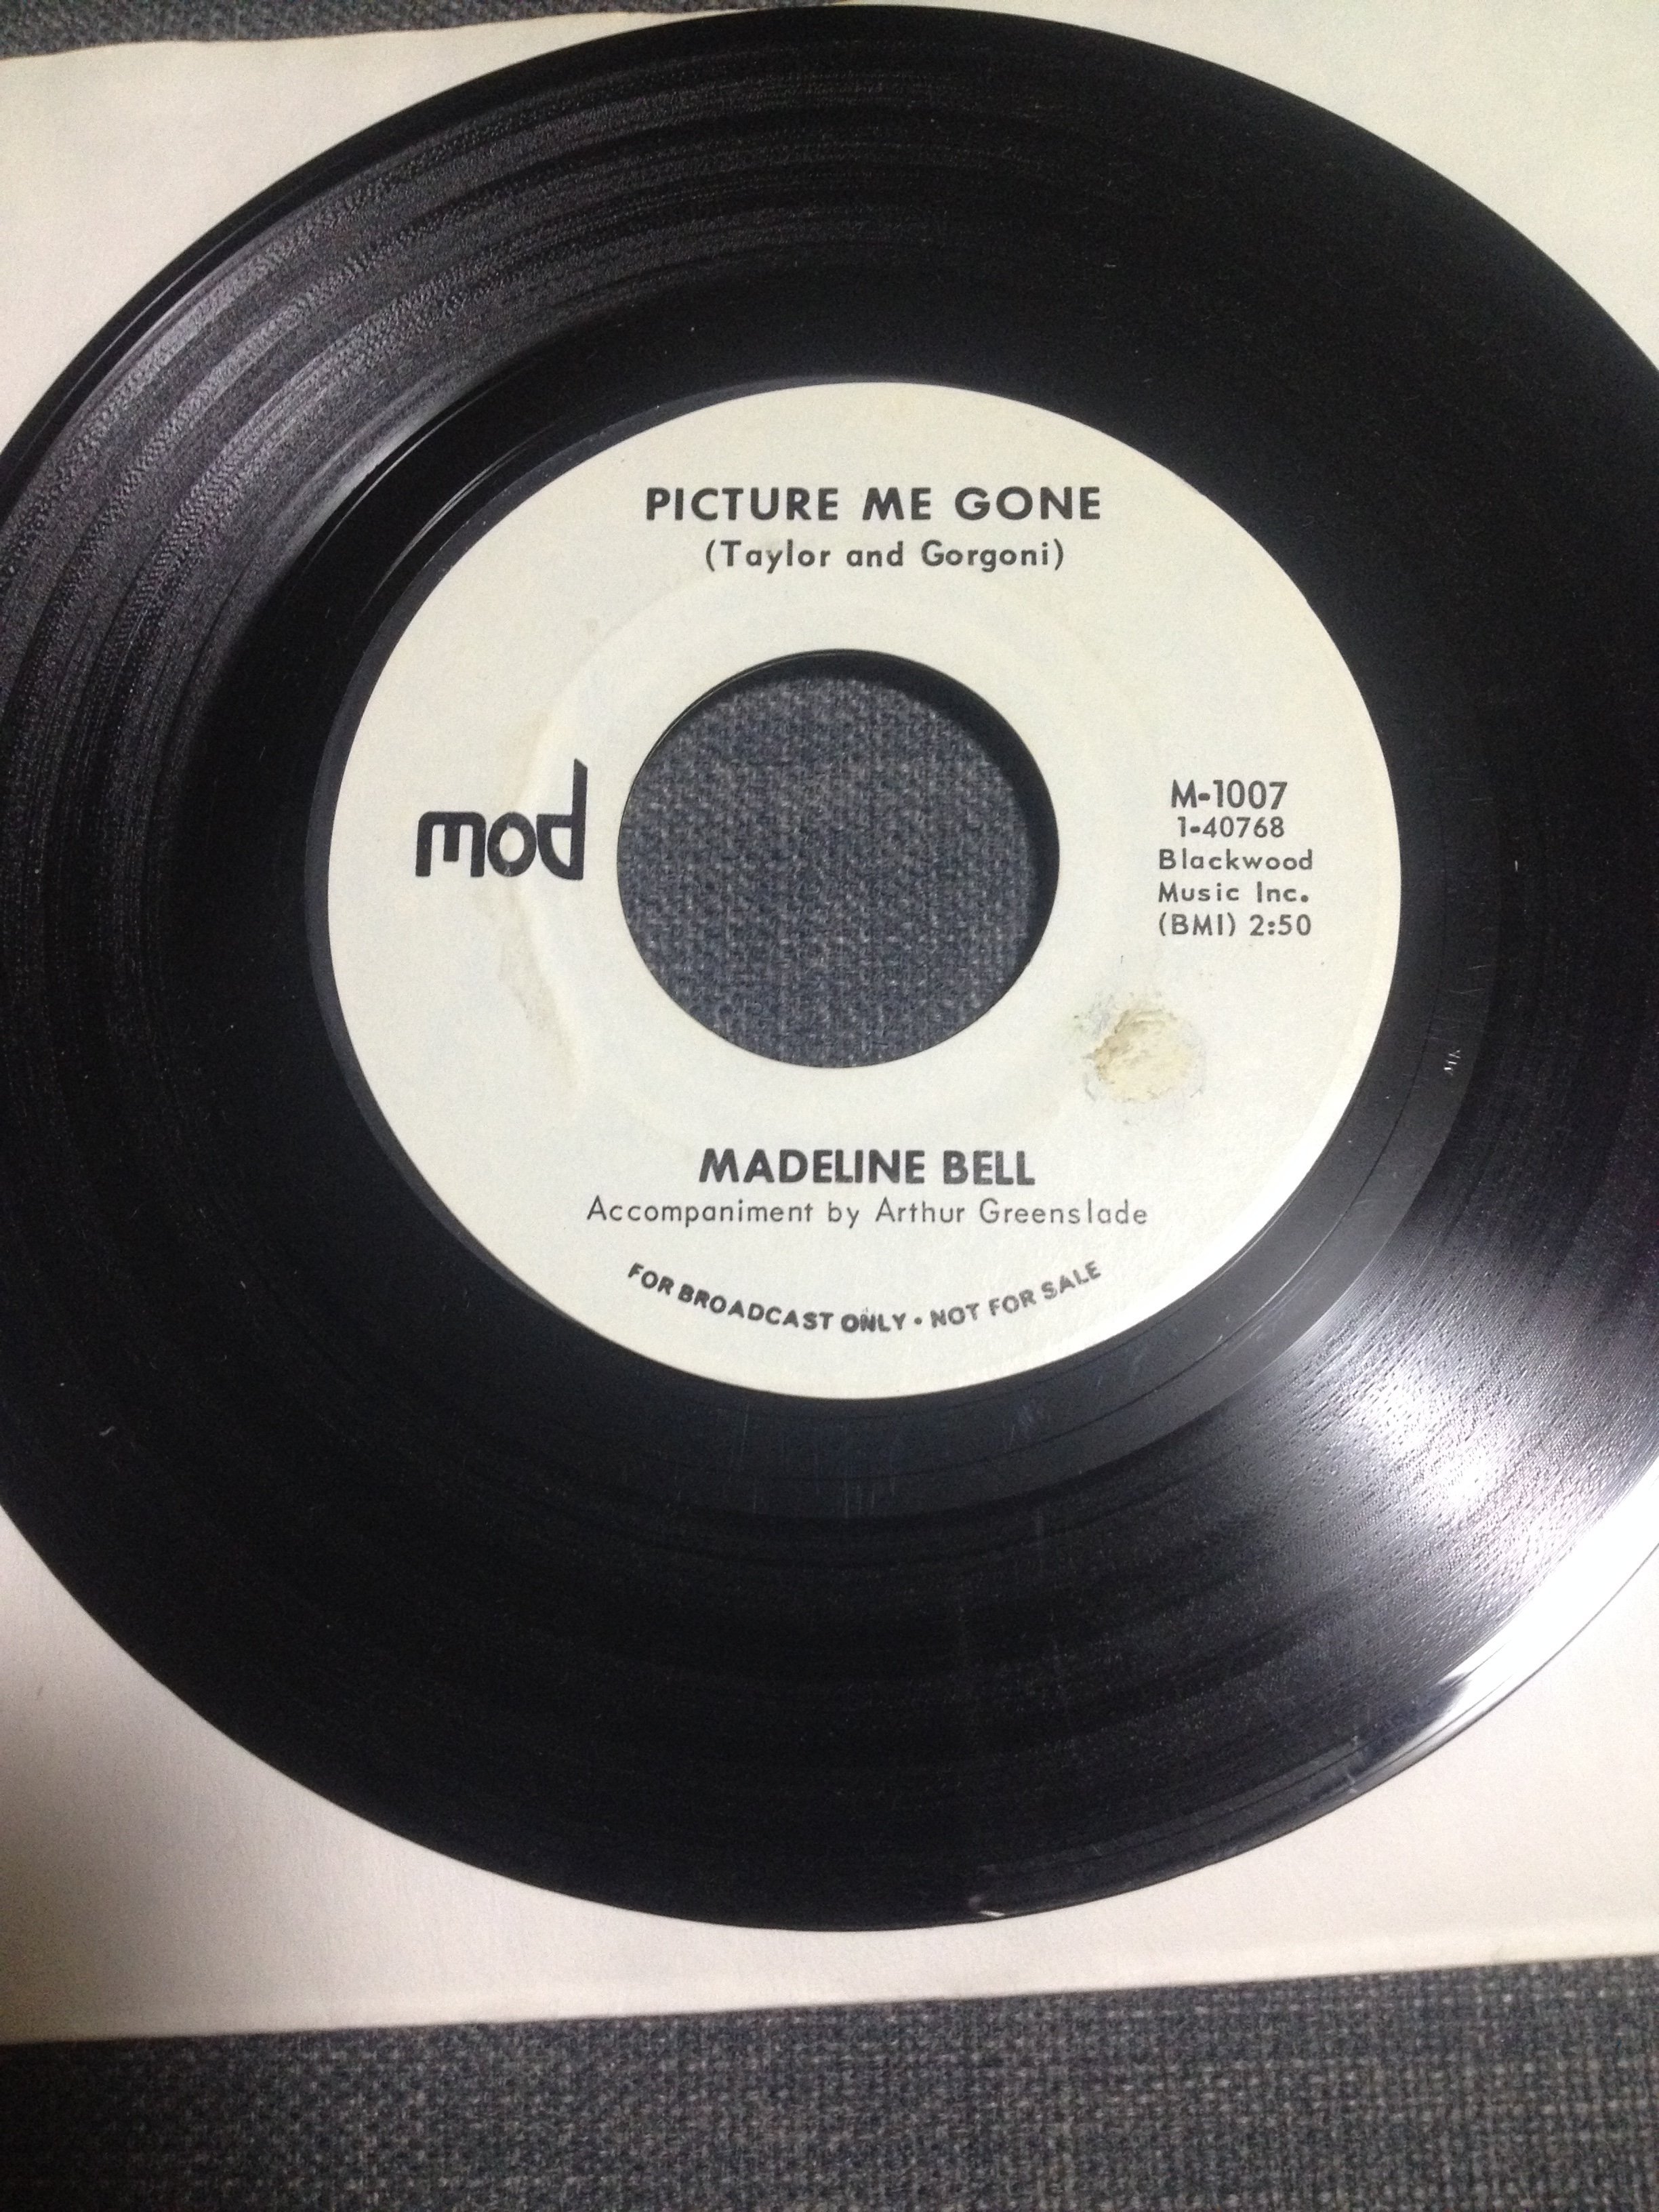 PICTURE ME GONE
(Taylor and Gorgoni)
mod
M-1007
1-40768
Blackwood
Music Inc.
(BMI) 2:50
MADELINE BELL
Accompaniment by Arthur Greenslade
FOR BROADCAST ONLY • NOT FOR SALE